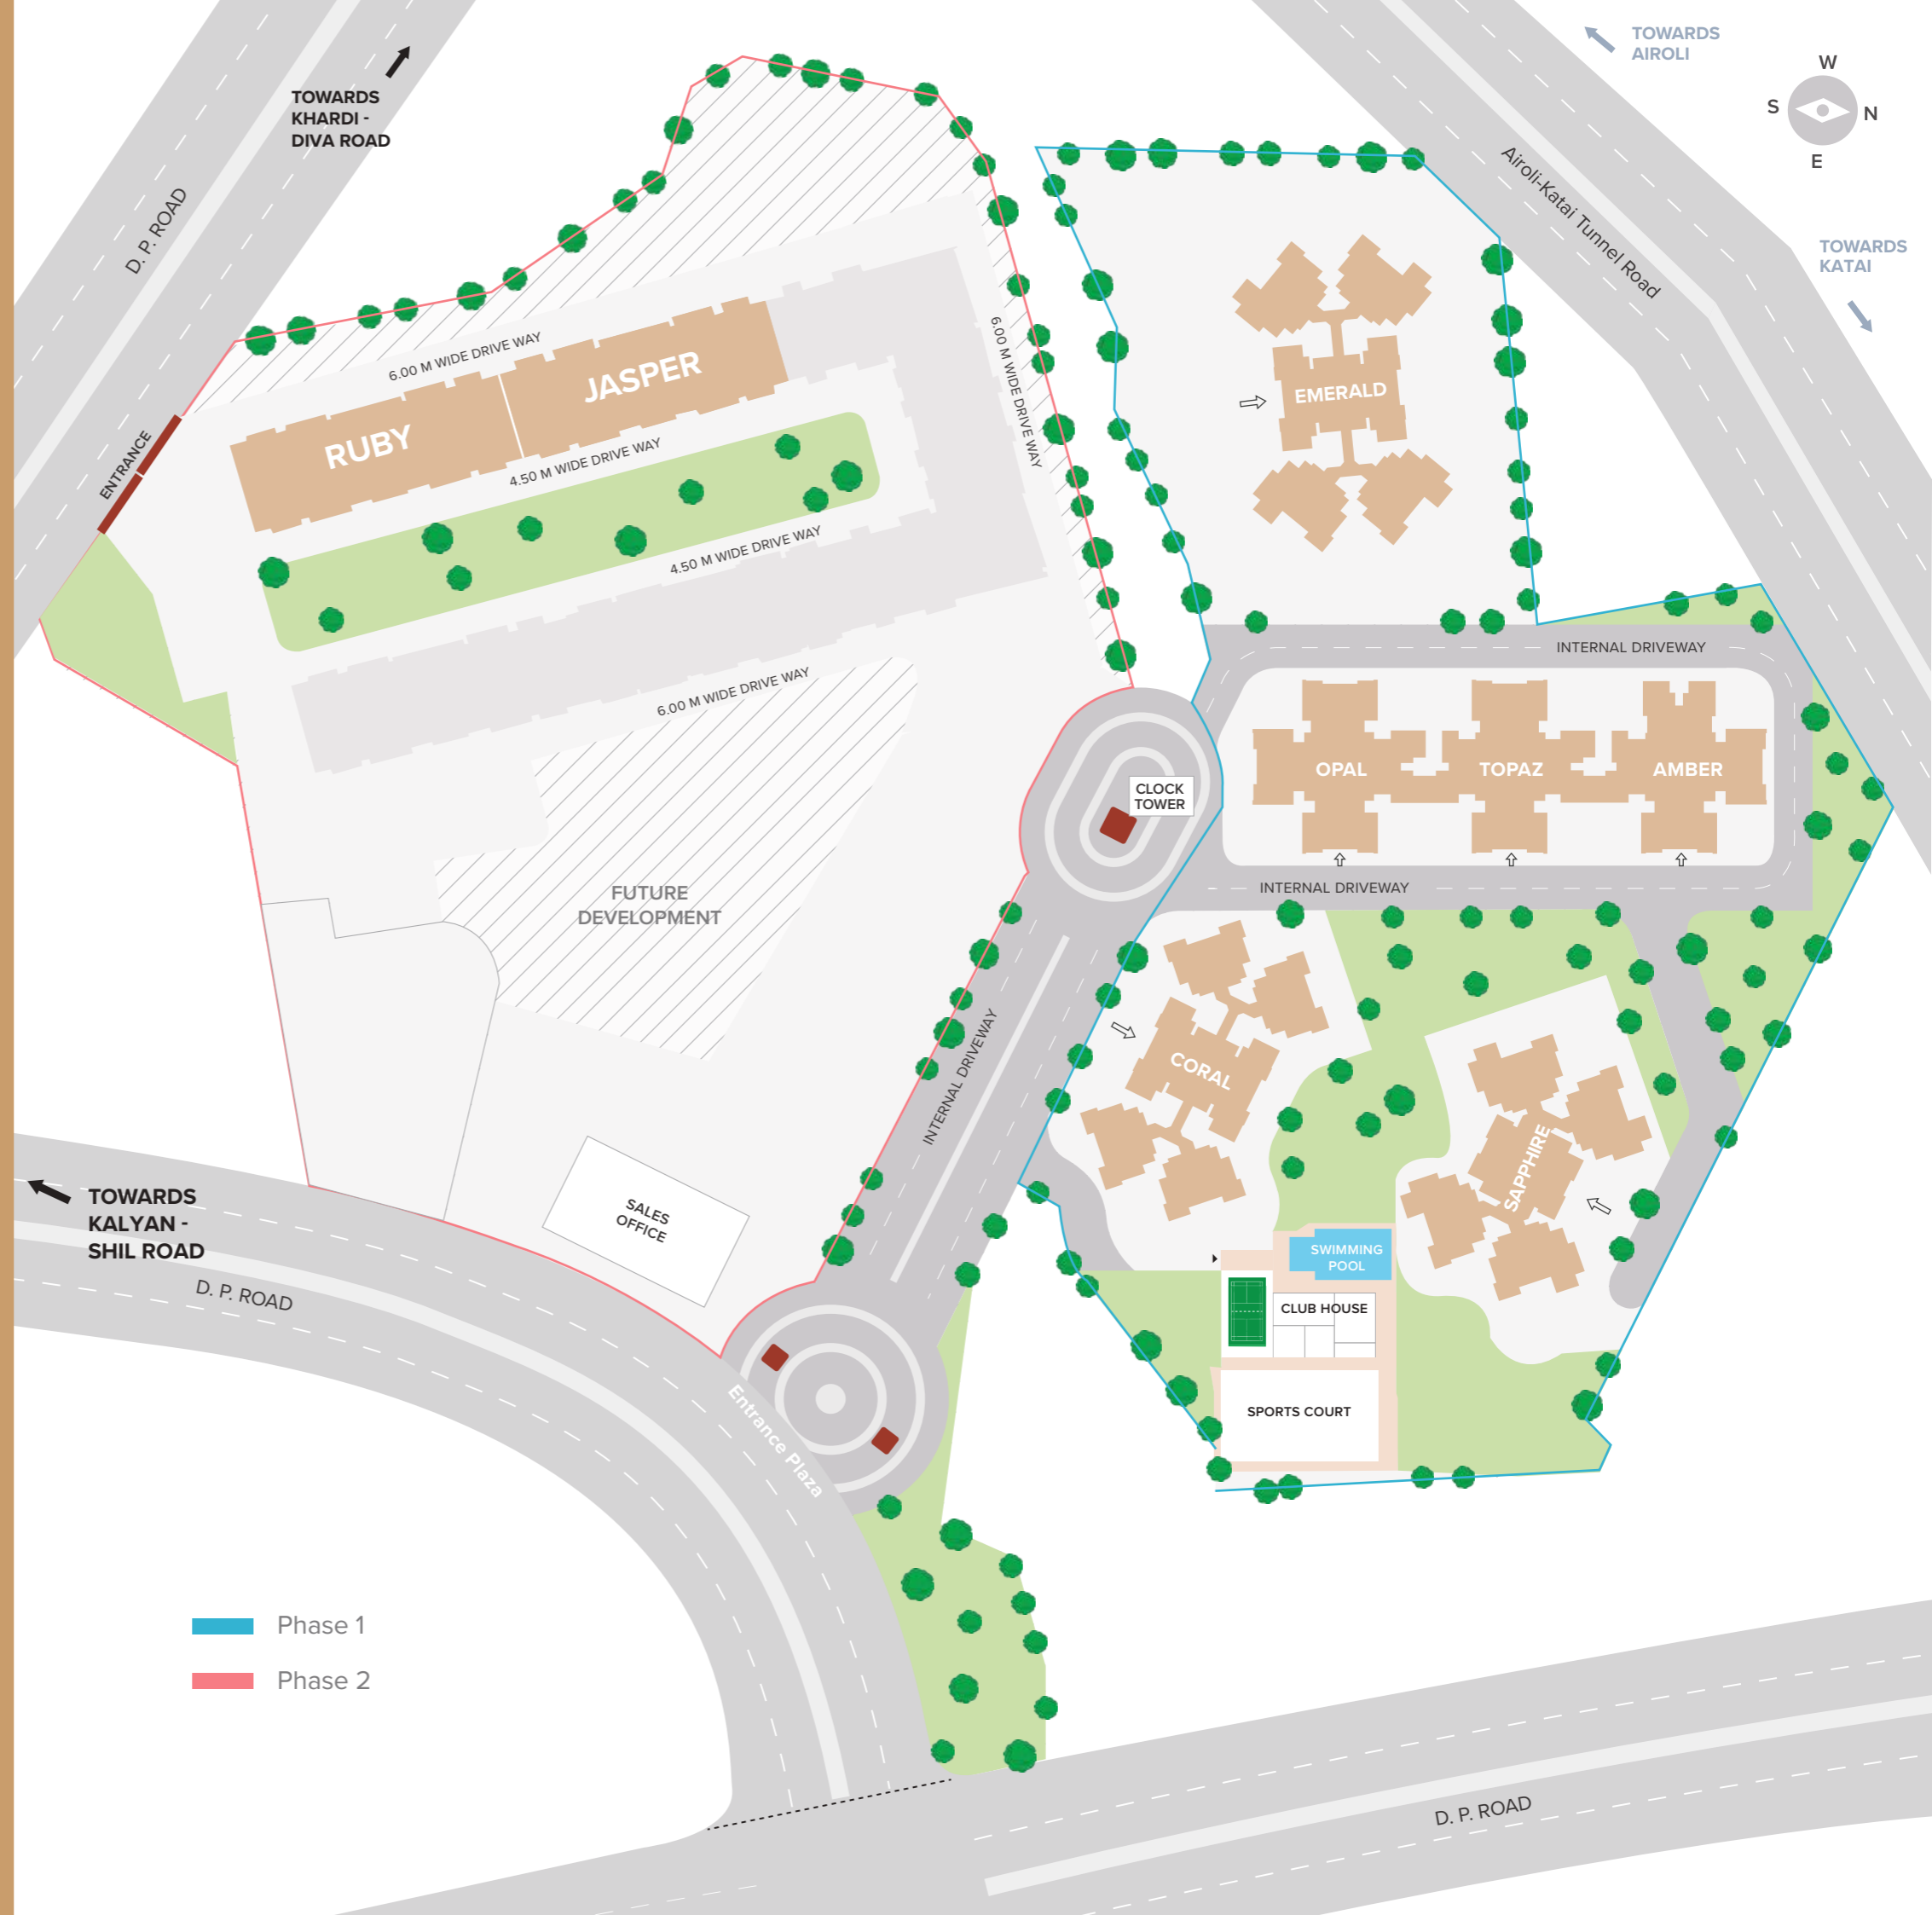 TOWARDS
AIROLI
W
S
N
E
TOWARDS
KHARDI -
DIVA ROAD
D. P. ROAD
Airoli-Katai Tunnel Road
TOWARDS
KATAI
6.00 M WIDE DRIVE WAY
6.00 M WIDE DRIVE WAY
JASPER
RUBY
EMERALD
ENTRANCE
4.50 M WIDE DRIVE WAY
4.50 M WIDE DRIVE WAY
INTERNAL DRIVEWAY
6.00 M WIDE DRIVE WAY
OPAL
TOPAZ
AMBER
CLOCK
TOWER
FUTURE
DEVELOPMENT
INTERNAL DRIVEWAY
INTERNAL DRIVEWAY
CORAL
SAPPHIRE
TOWARDS
KALYAN -
SHIL ROAD
SALES
OFFICE
D. P. ROAD
SWIMMING
POOL
CLUB HOUSE
SPORTS COURT
Entrance Plaza
Phase 1
Phase 2
D. P. ROAD